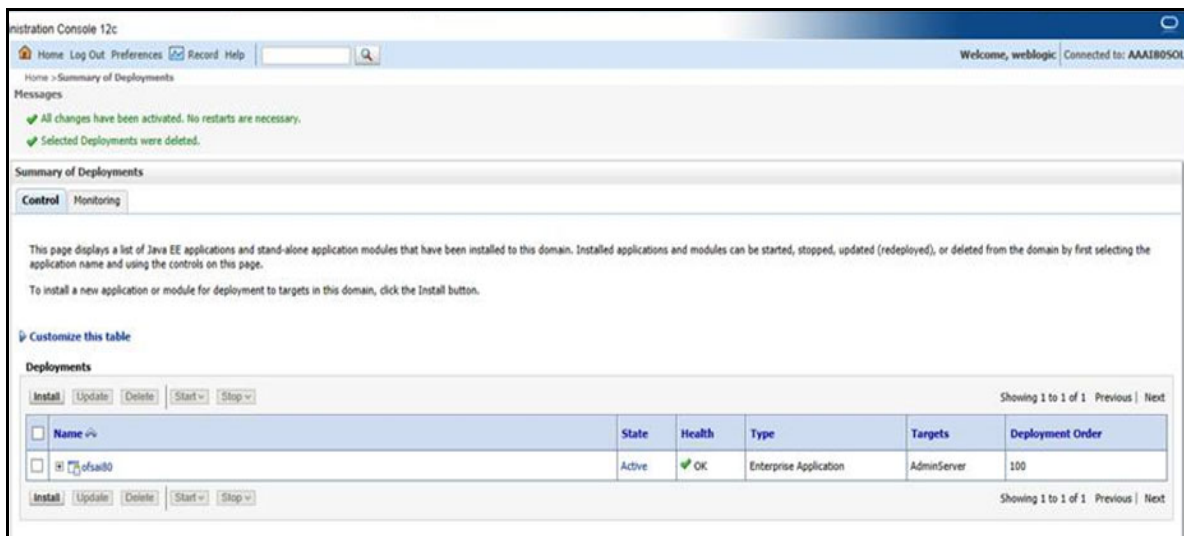 nistration Console 12c
Home Log Out Preferences Record Help
Welcome, weblogic Connected to: AAAI80SOL
Home >Summary of Deployments
Messages
All changes have been activated. No restarts are necessary.
Selected Deployments were deleted.
Summary of Deployments
Control Monitoring
This page displays a list of Java EE applications and stand-alone application modules that have been installed to this domain. Installed applications and modules can be started, stopped, updated (redeployed), or deleted from the domain by first selecting the
application name and using the controls on this page.
To install a new application or module for deployment to targets in this domain, click the Install button.
Customize this table
Deployments
Install Update Delete Start Stop Showing 1 to 1 of 1 Previous | Next
Name State Health Type Targets Deployment Order
ofsai80 Active OK Enterprise Application AdminServer 100
Install Update Delete Start Stop Showing 1 to 1 of 1 Previous | Next